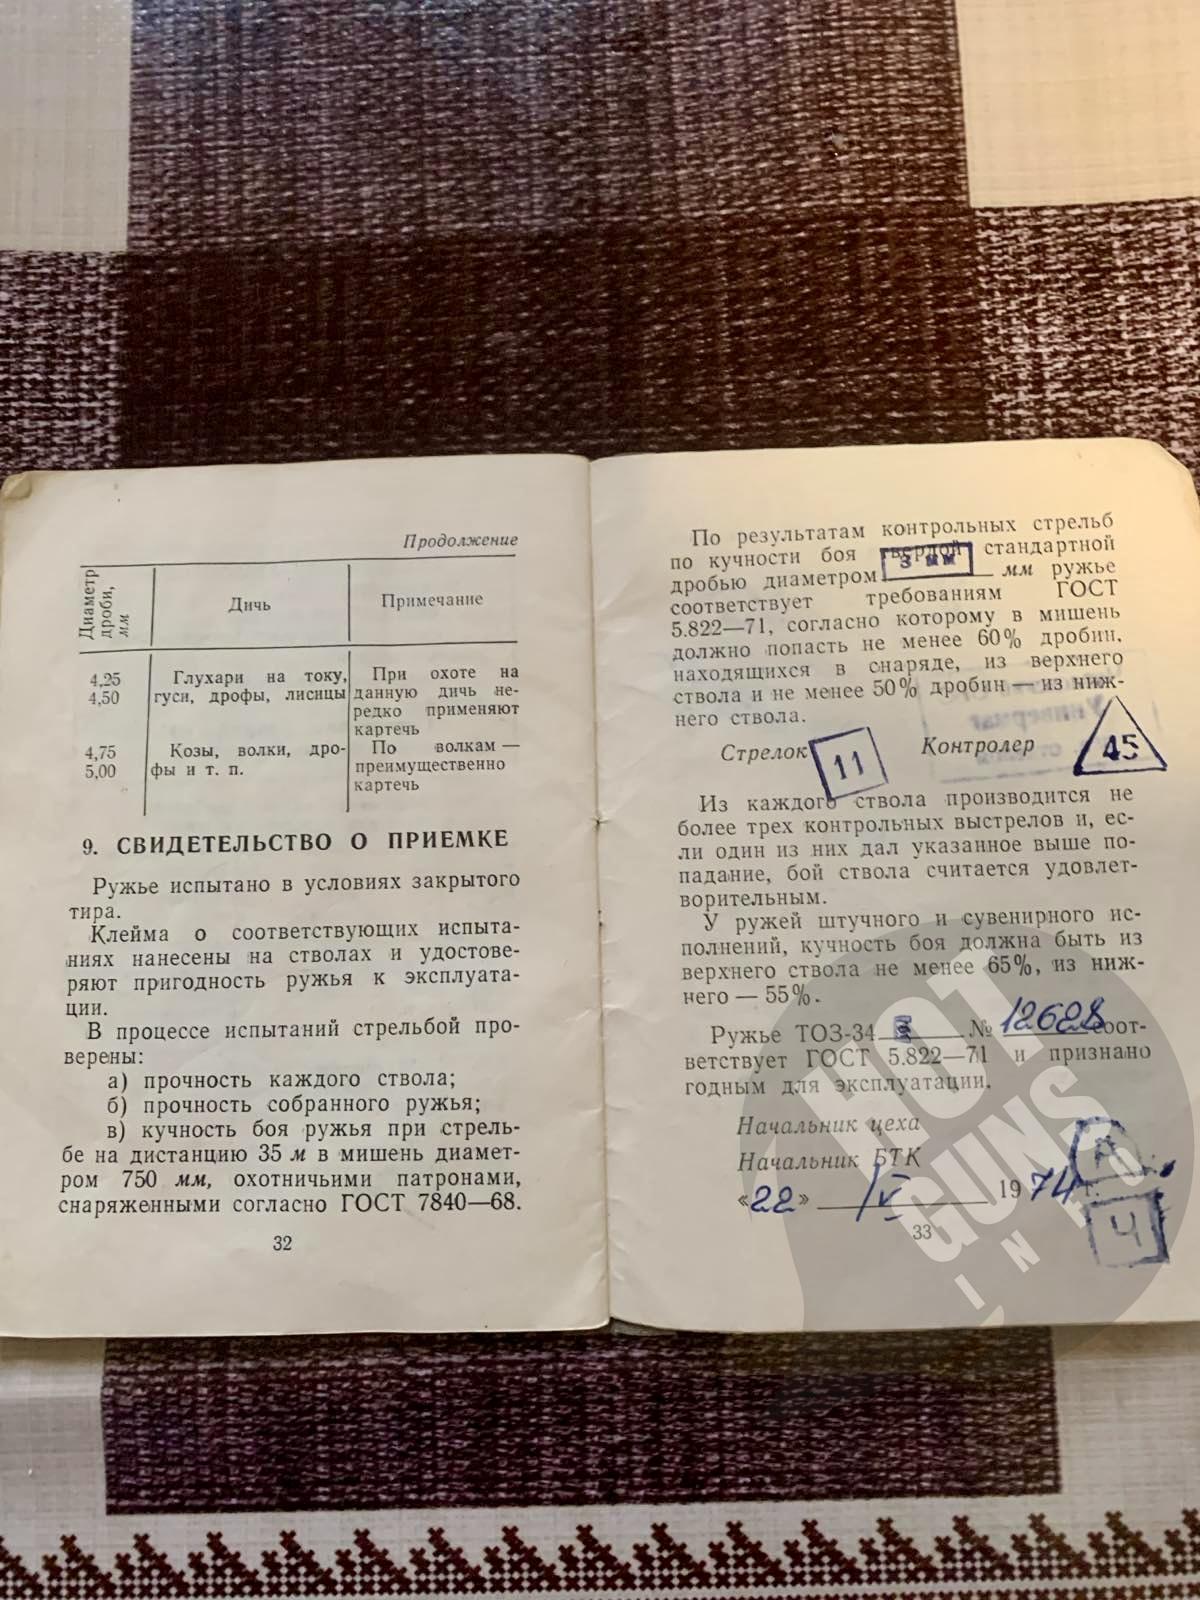 Продолжение
Диаметр дроби, мм
Дичь
Примечание
4,25
4,50
Глухари на току,
гуси, дрофы, лисицы
При охоте на
данную дичь не-
редко применяют
картечь
4,75
5,00
Козы, волки, дро-
фы и т. п.
По волкам —
преимущественно
картечь
9. СВИДЕТЕЛЬСТВО О ПРИЕМКЕ
Ружье испытано в условиях закрытого
тира.
Клейма о соответствующих испыта-
ниях нанесены на стволах и удостове-
ряют пригодность ружья к эксплуата-
ции.
В процессе испытаний стрельбой про-
верены:
а) прочность каждого ствола;
б) прочность собранного ружья;
в) кучность боя ружья при стрель-
бе на дистанцию 35 м в мишень диамет-
ром 750 мм, охотничьими патронами,
снаряженными согласно ГОСТ 7840—68.
32
По результатам контрольных стрельб
по кучности боя твердой стандартной
дробью диаметром 3 мм мм ружье
соответствует требованиям ГОСТ
5.822—71, согласно которому в мишень
должно попасть не менее 60% дробин,
находящихся в снаряде, из верхнего
ствола и не менее 50% дробин — из ниж-
него ствола.
Стрелок 11 Контролер 45
Из каждого ствола производится не
более трех контрольных выстрелов и, ес-
ли один из них дал указанное выше по-
падание, бой ствола считается удовлет-
ворительным.
У ружей штучного и сувенирного ис-
полнений, кучность боя должна быть из
верхнего ствола не менее 65%, из ниж-
него — 55%.
Ружье ТОЗ-34 № 12628 соот-
ветствует ГОСТ 5.822—71 и признано
годным для эксплуатации.
Начальник цеха
Начальник БТК
«22» IV 1974 г.
33
Ч
HOT
GUNS
IN